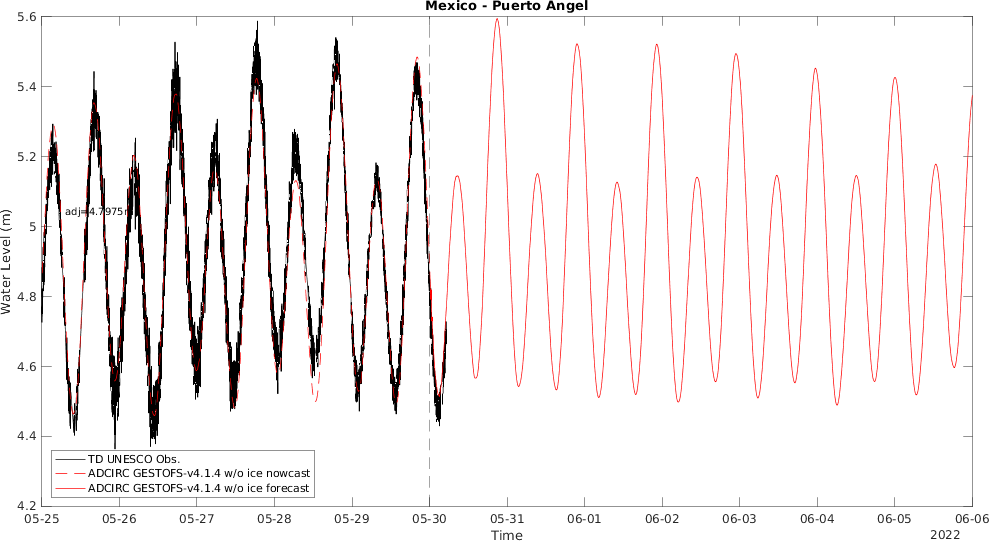 Mexico - Puerto Angel
5.6
5.4
5.2
5
4.8
4.6
4.4
4.2
Water Level (m)
adj=4.7975m
TD UNESCO Obs.
ADCIRC GESTOFS-v4.1.4 w/o ice nowcast
ADCIRC GESTOFS-v4.1.4 w/o ice forecast
05-25 05-26 05-27 05-28 05-29 05-30 05-31 06-01 06-02 06-03 06-04 06-05 06-06
Time
2022